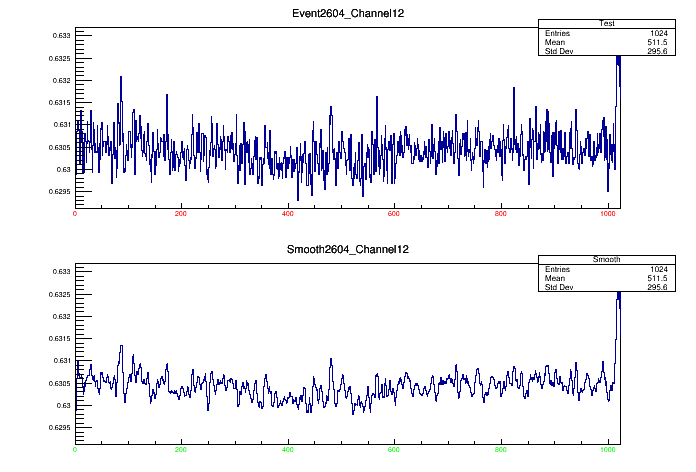 Event2604_Channel12
Test
Entries 1024
Mean 511.5
Std Dev 295.6
0.633
0.6325
0.632
0.6315
0.631
0.6305
0.63
0.6295
0 200 400 600 800 1000
Smooth2604_Channel12
Smooth
Entries 1024
Mean 511.5
Std Dev 295.6
0.633
0.6325
0.632
0.6315
0.631
0.6305
0.63
0.6295
0 200 400 600 800 1000